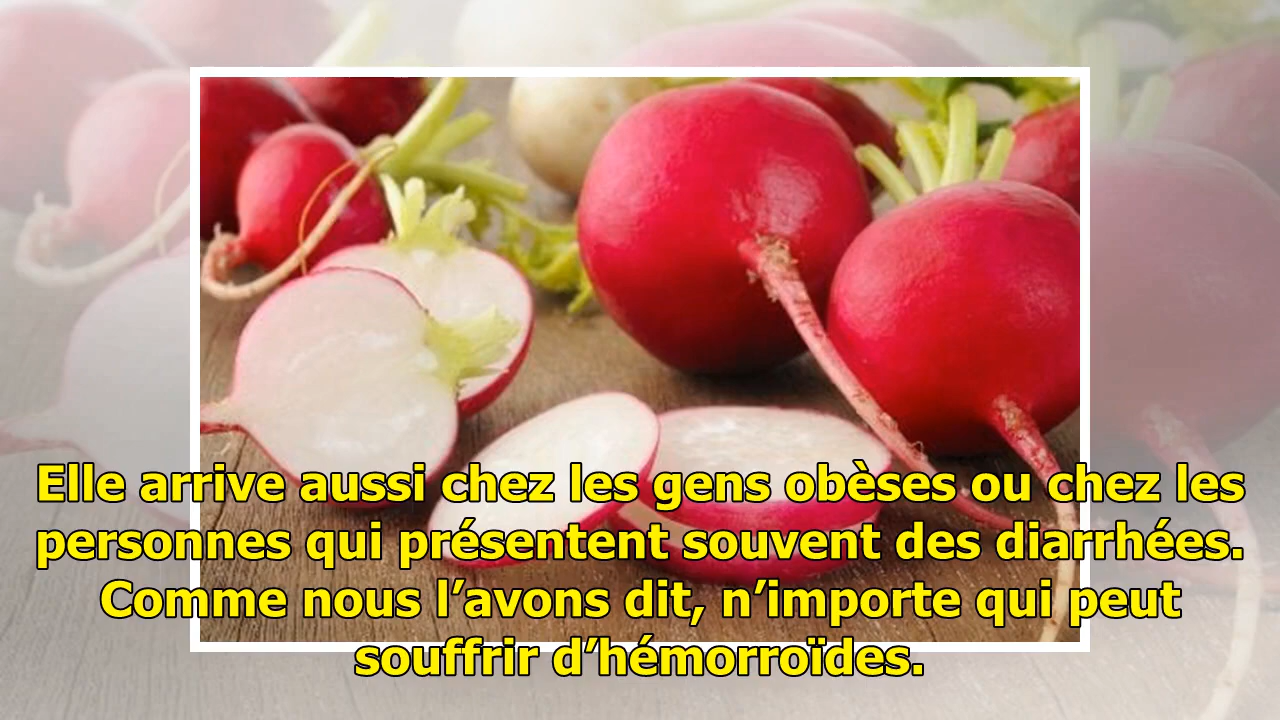 Elle arrive aussi chez les gens obèses ou chez les
personnes qui présentent souvent des diarrhées.
Comme nous l’avons dit, n’importe qui peut
souffrir d’hémorroïdes.